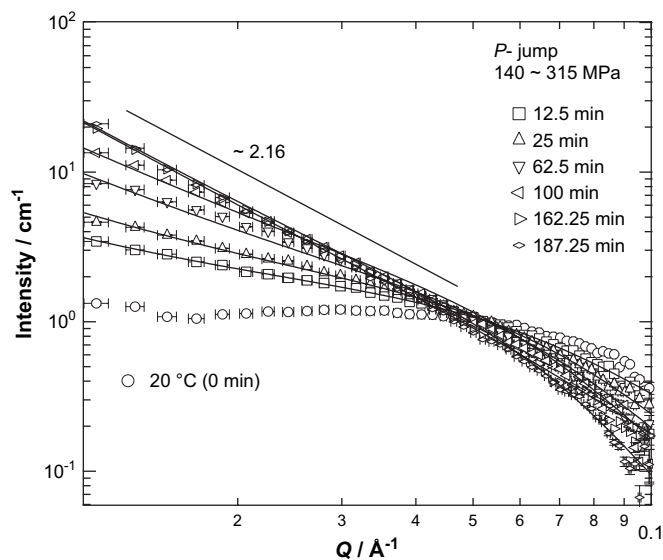 10²
P- jump
140 ~ 315 MPa
12.5 min
25 min
62.5 min
100 min
162.25 min
187.25 min
~ 2.16
10¹
Intensity / cm⁻¹
10⁰
20 °C (0 min)
10⁻¹
2 3 4 5 6 7 8 9 0.1
Q / Å⁻¹